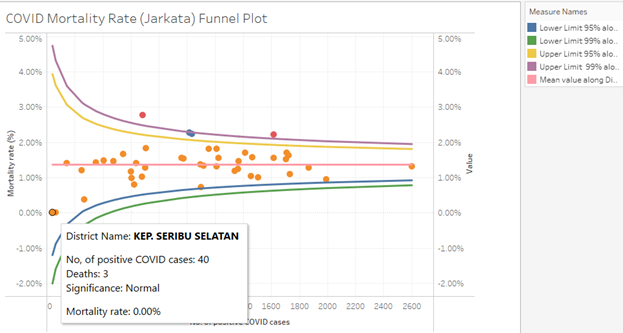 COVID Mortality Rate (Jarkata) Funnel Plot
Measure Names
Lower Limit 95% alo..
Lower Limit 99% alo..
Upper Limit 95% alo..
Upper Limit 99% alo..
Mean value along Di..
5.00%
4.00%
3.00%
2.00%
1.00%
0.00%
-1.00%
-2.00%
Mortality rate (%)
5.00%
4.00%
3.00%
2.00%
1.00%
0.00%
-1.00%
-2.00%
Value
District Name: KEP. SERIBU SELATAN
No, of positive COVID cases: 40
Deaths: 3
Significance: Normal
Mortality rate: 0.00%
0 1600 1800 2000 2200 2400 2600
positive COVID cases